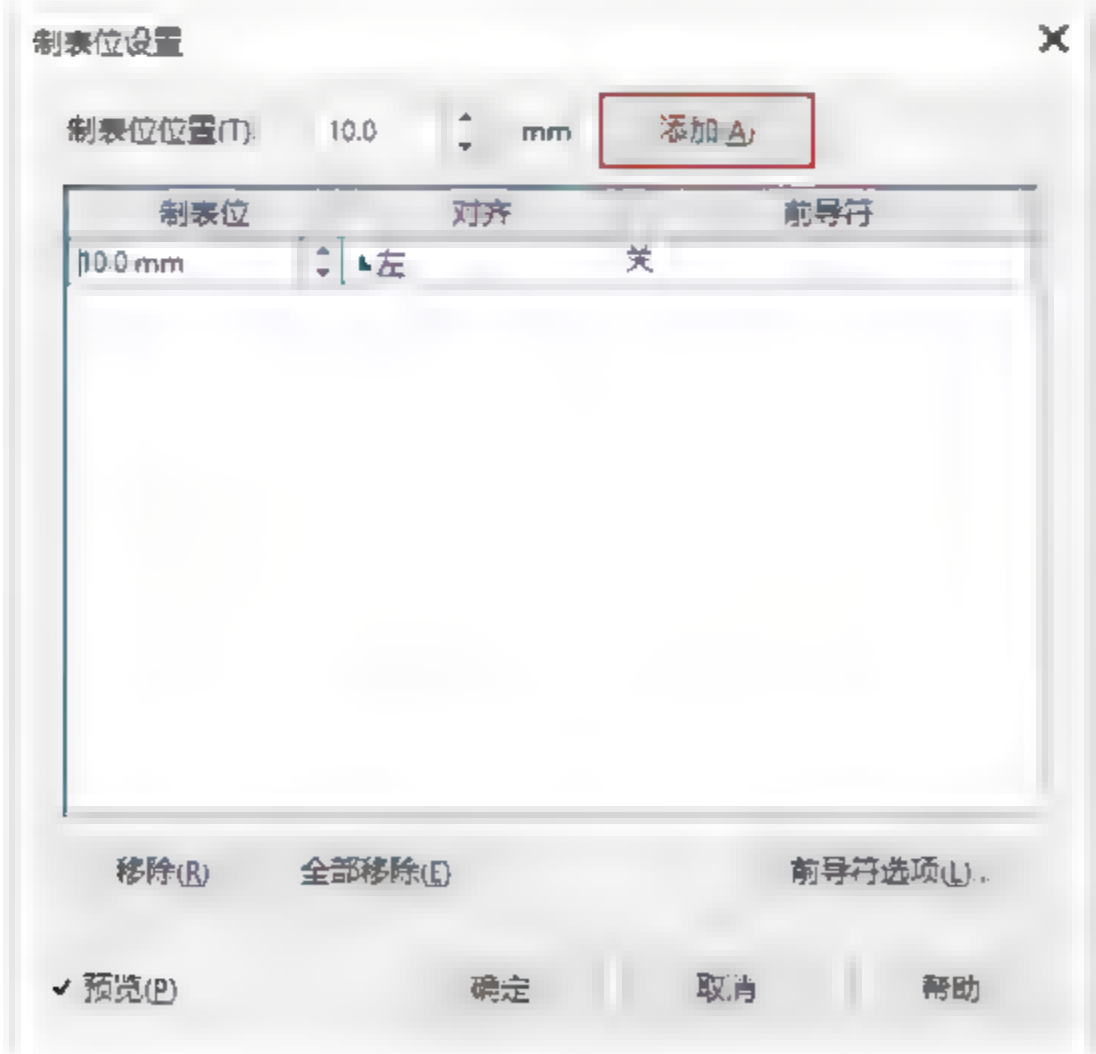 制表位设置
制表位位置(T): 10.0 mm 添加(A)
制表位 对齐 前导符
10.0 mm 左 关
移除(R) 全部移除(E) 前导符选项(L)...
预览(P) 确定 取消 帮助